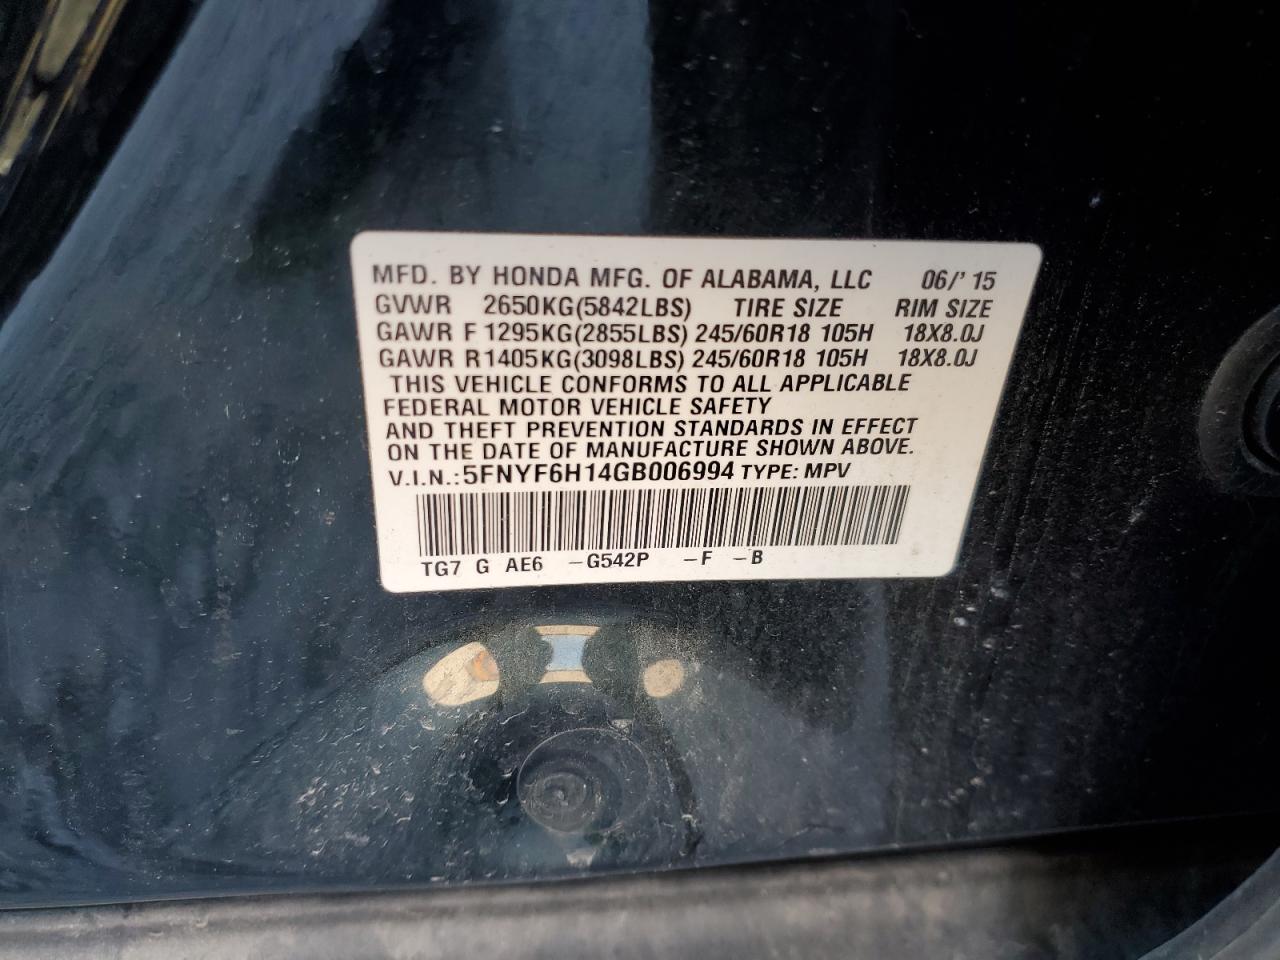 MFD. BY HONDA MFG. OF ALABAMA, LLC 06/'15
GVWR 2650KG(5842LBS) TIRE SIZE RIM SIZE
GAWR F 1295KG(2855LBS) 245/60R18 105H 18X8.0J
GAWR R1405KG(3098LBS) 245/60R18 105H 18X8.0J
THIS VEHICLE CONFORMS TO ALL APPLICABLE
FEDERAL MOTOR VEHICLE SAFETY
AND THEFT PREVENTION STANDARDS IN EFFECT
ON THE DATE OF MANUFACTURE SHOWN ABOVE.
V.I.N.:5FNYF6H14GB006994 TYPE: MPV
TG7 G AE6 -G542P -F -B